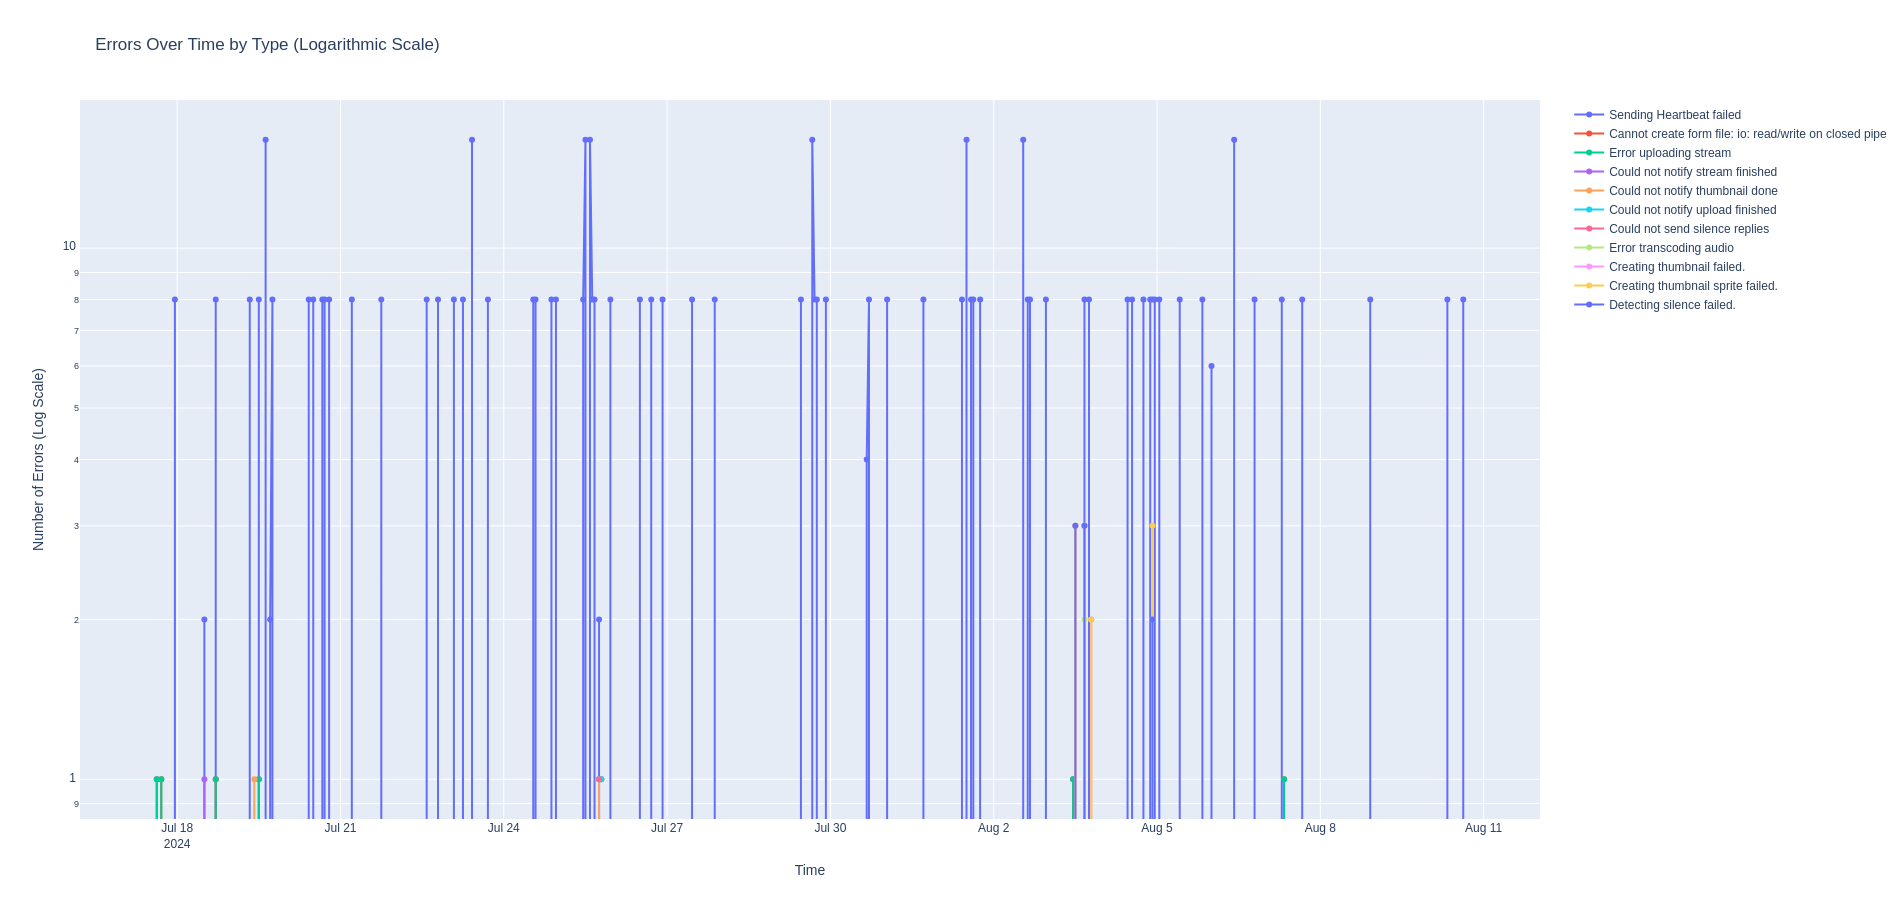 Errors Over Time by Type (Logarithmic Scale)
Number of Errors (Log Scale)
10
9
8
7
6
5
4
3
2
1
9
Jul 18
2024
Jul 21
Jul 24
Jul 27
Jul 30
Aug 2
Aug 5
Aug 8
Aug 11
Time
Sending Heartbeat failed
Cannot create form file: io: read/write on closed pipe
Error uploading stream
Could not notify stream finished
Could not notify thumbnail done
Could not notify upload finished
Could not send silence replies
Error transcoding audio
Creating thumbnail failed.
Creating thumbnail sprite failed.
Detecting silence failed.